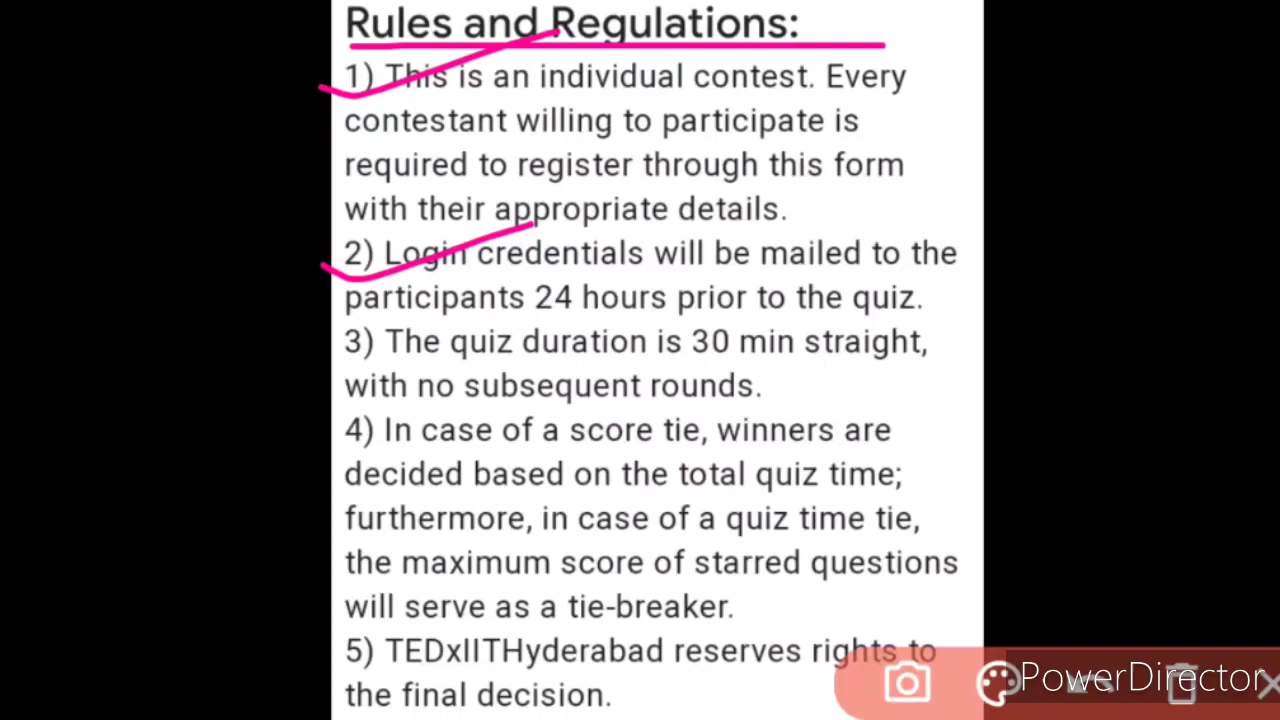 Rules and Regulations:
1) This is an individual contest. Every
contestant willing to participate is
required to register through this form
with their appropriate details.
2) Login credentials will be mailed to the
participants 24 hours prior to the quiz.
3) The quiz duration is 30 min straight,
with no subsequent rounds.
4) In case of a score tie, winners are
decided based on the total quiz time;
furthermore, in case of a quiz time tie,
the maximum score of starred questions
will serve as a tie-breaker.
5) TEDxIITHyderabad reserves rights to
the final decision.
PowerDirector